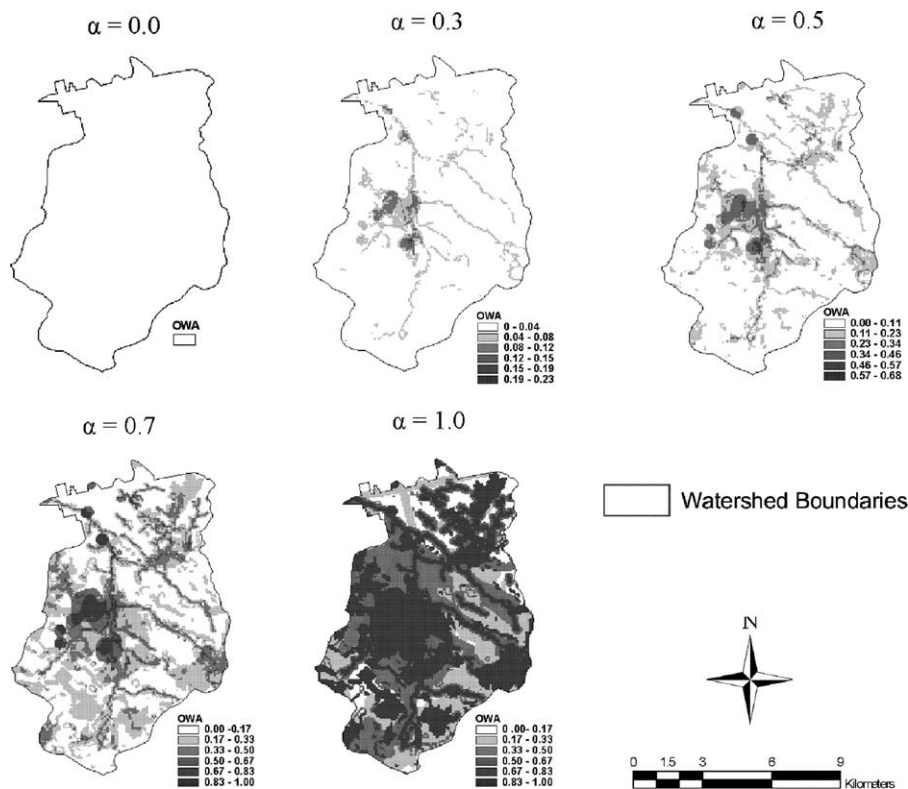 α = 0.0
α = 0.3
α = 0.5
OWA
OWA
0 - 0.04
0.04 - 0.08
0.08 - 0.12
0.12 - 0.15
0.15 - 0.19
0.19 - 0.23
OWA
0.00 - 0.11
0.11 - 0.23
0.23 - 0.34
0.34 - 0.46
0.46 - 0.57
0.57 - 0.68
α = 0.7
α = 1.0
OWA
0.00 - 0.17
0.17 - 0.33
0.33 - 0.50
0.50 - 0.67
0.67 - 0.83
0.83 - 1.00
OWA
0.00 - 0.17
0.17 - 0.33
0.33 - 0.50
0.50 - 0.67
0.67 - 0.83
0.83 - 1.00
Watershed Boundaries
N
0 1.5 3 6 9
Kilometers